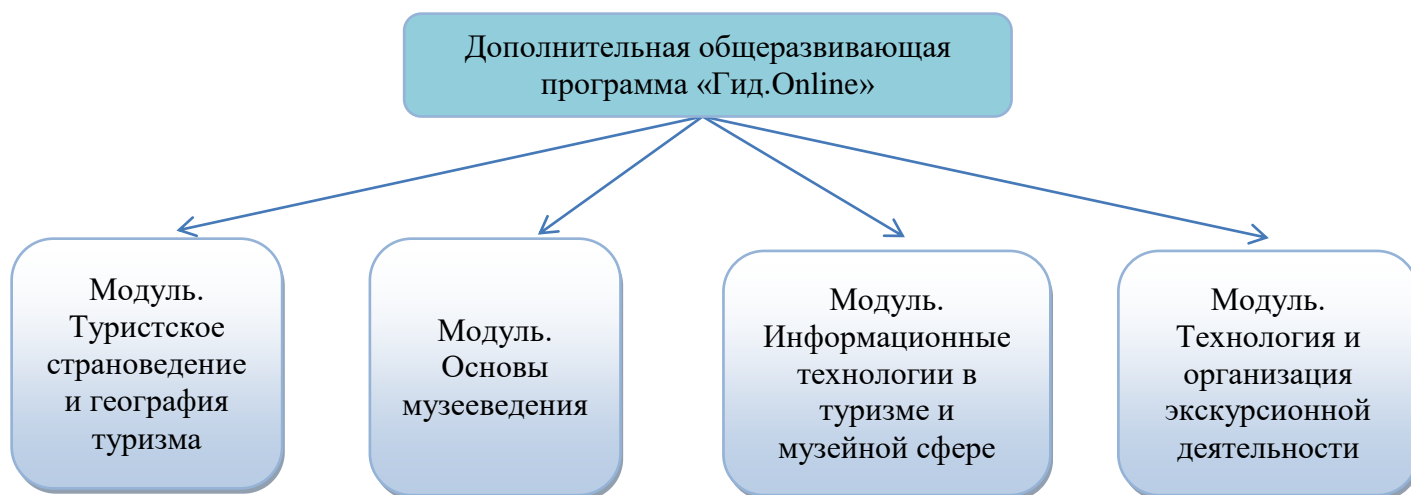 Дополнительная общеразвивающая
программа «Гид.Online»
Модуль.
Туристское
страноведение
и география
туризма
Модуль.
Основы
музееведения
Модуль.
Информационные
технологии в
туризме и
музейной сфере
Модуль.
Технология и
организация
экскурсионной
деятельности